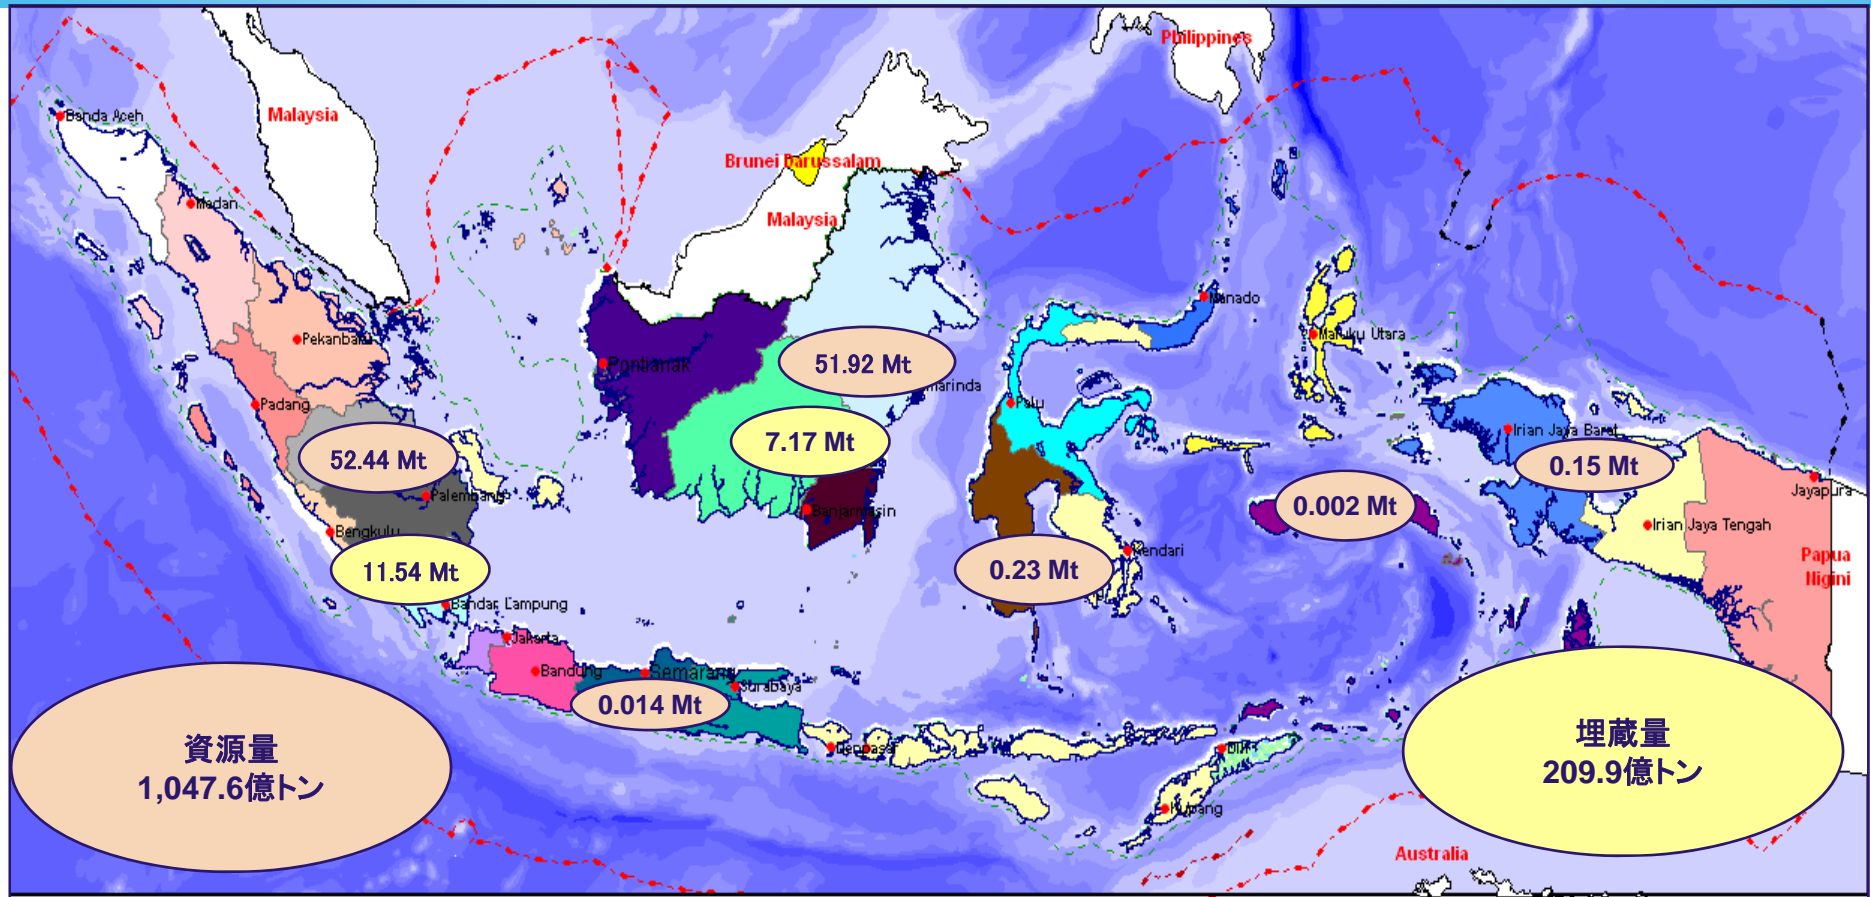 Philippines
Banda Aceh
Malaysia
Brunei Darussalam
Medan
Malaysia
Manado
Maluku Utara
Pekanbaru
51.92 Mt
Pontianak
marinda
Padang
Palu
Irian Jaya Barat
7.17 Mt
52.44 Mt
0.15 Mt
Palembang
Jayapura
0.002 Mt
Banjarmasin
Bengkulu
Irian Jaya Tengah
Kendari
Papua
Nigini
11.54 Mt
0.23 Mt
Bandar Lampung
Jakarta
Bandung
Semarang
Surabaya
0.014 Mt
Denpasar
Dili
資源量
1,047.6億トン
埋蔵量
209.9億トン
Kupang
Australia